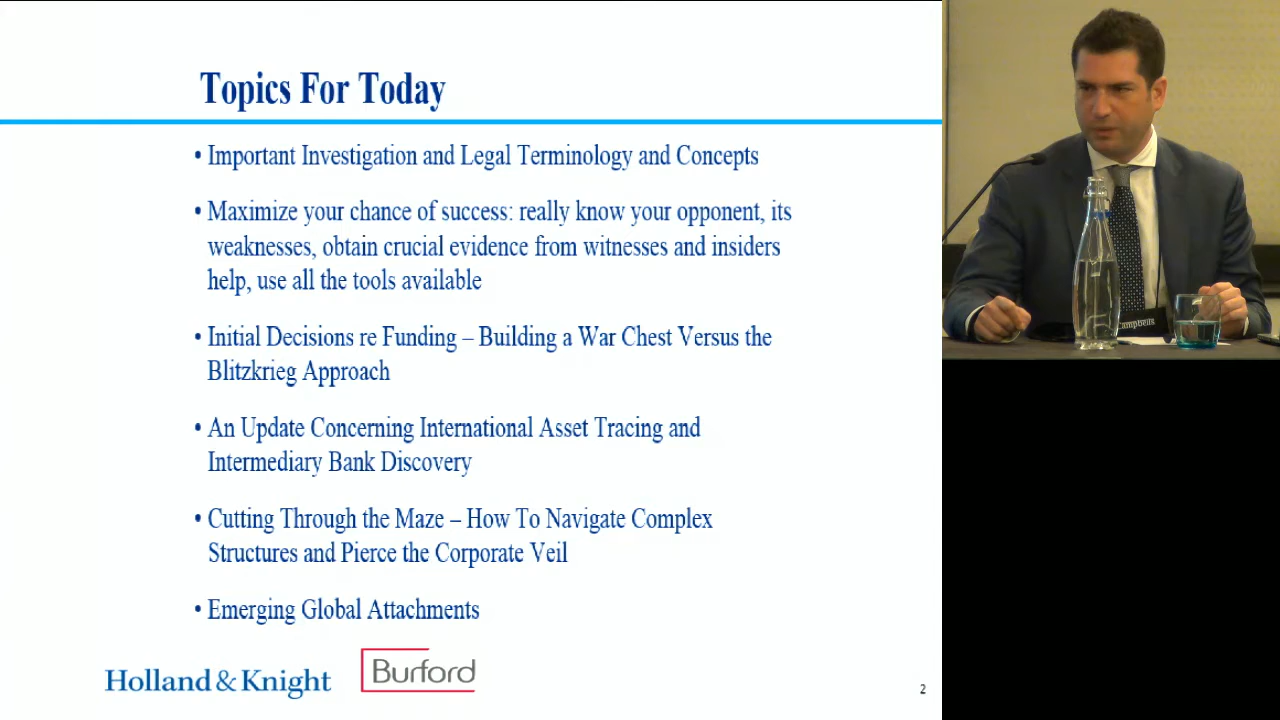 Topics For Today
• Important Investigation and Legal Terminology and Concepts
• Maximize your chance of success: really know your opponent, its
weaknesses, obtain crucial evidence from witnesses and insiders
help, use all the tools available
• Initial Decisions re Funding – Building a War Chest Versus the
Blitzkrieg Approach
• An Update Concerning International Asset Tracing and
Intermediary Bank Discovery
• Cutting Through the Maze – How To Navigate Complex
Structures and Pierce the Corporate Veil
• Emerging Global Attachments
Holland & Knight
Burford
2
Campbells